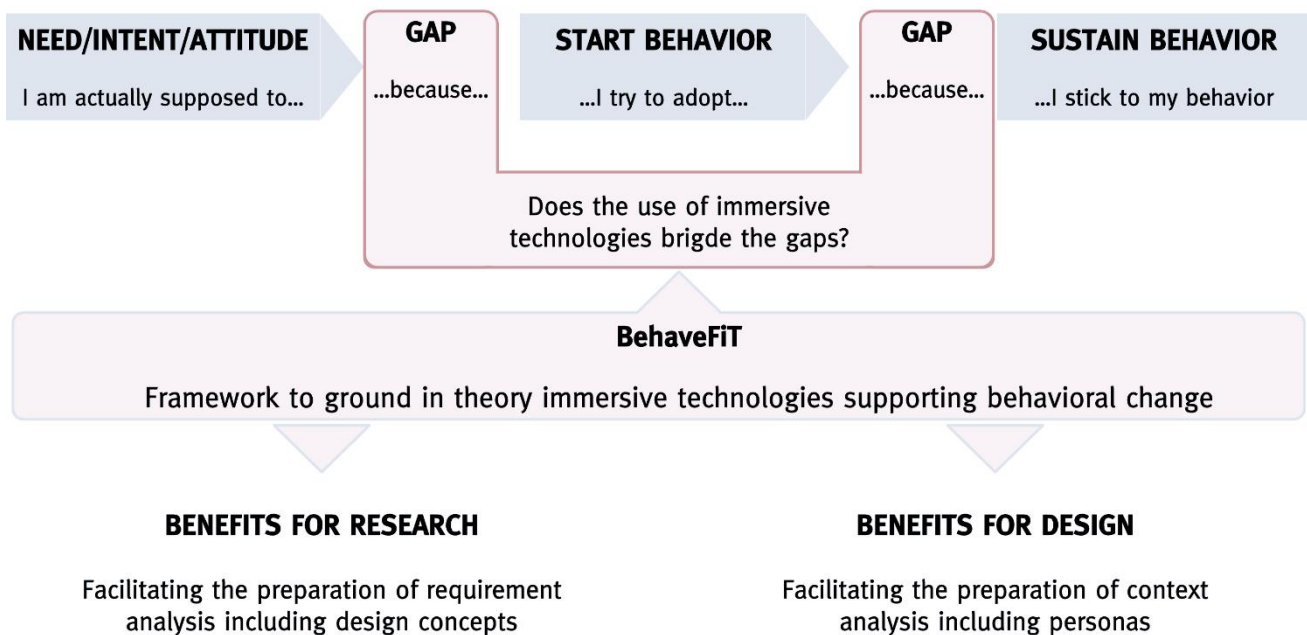 NEED/INTENT/ATTITUDE
I am actually supposed to...
GAP
...because...
START BEHAVIOR
...I try to adopt...
GAP
...because...
SUSTAIN BEHAVIOR
...I stick to my behavior
Does the use of immersive
technologies brigde the gaps?
BehaveFiT
Framework to ground in theory immersive technologies supporting behavioral change
BENEFITS FOR RESEARCH
Facilitating the preparation of requirement
analysis including design concepts
BENEFITS FOR DESIGN
Facilitating the preparation of context
analysis including personas